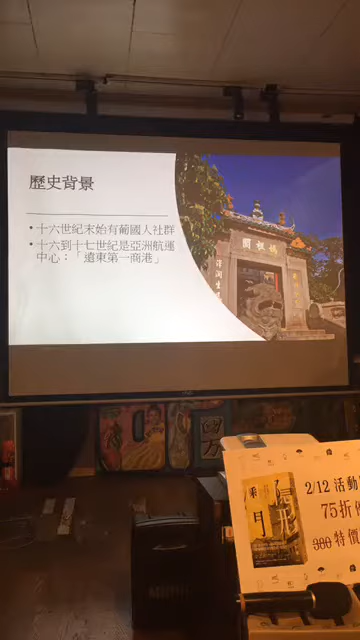 歷史背景
• 十六世紀末始有葡國人社群
• 十六到十七世紀是亞洲航運
中心：「遠東第一商港」
媽祖閣
2/12 活動
75折
380 特價
隱形